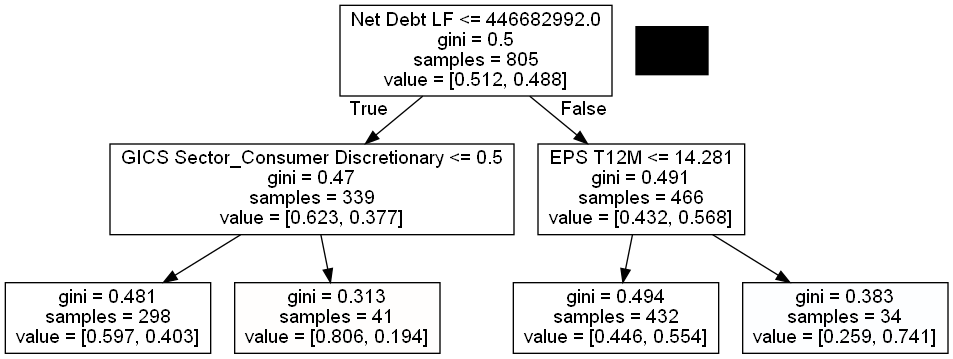 Net Debt LF <= 446682992.0
gini = 0.5
samples = 805
value = [0.512, 0.488]
True
False
GICS Sector_Consumer Discretionary <= 0.5
gini = 0.47
samples = 339
value = [0.623, 0.377]
EPS T12M <= 14.281
gini = 0.491
samples = 466
value = [0.432, 0.568]
gini = 0.481
samples = 298
value = [0.597, 0.403]
gini = 0.313
samples = 41
value = [0.806, 0.194]
gini = 0.494
samples = 432
value = [0.446, 0.554]
gini = 0.383
samples = 34
value = [0.259, 0.741]